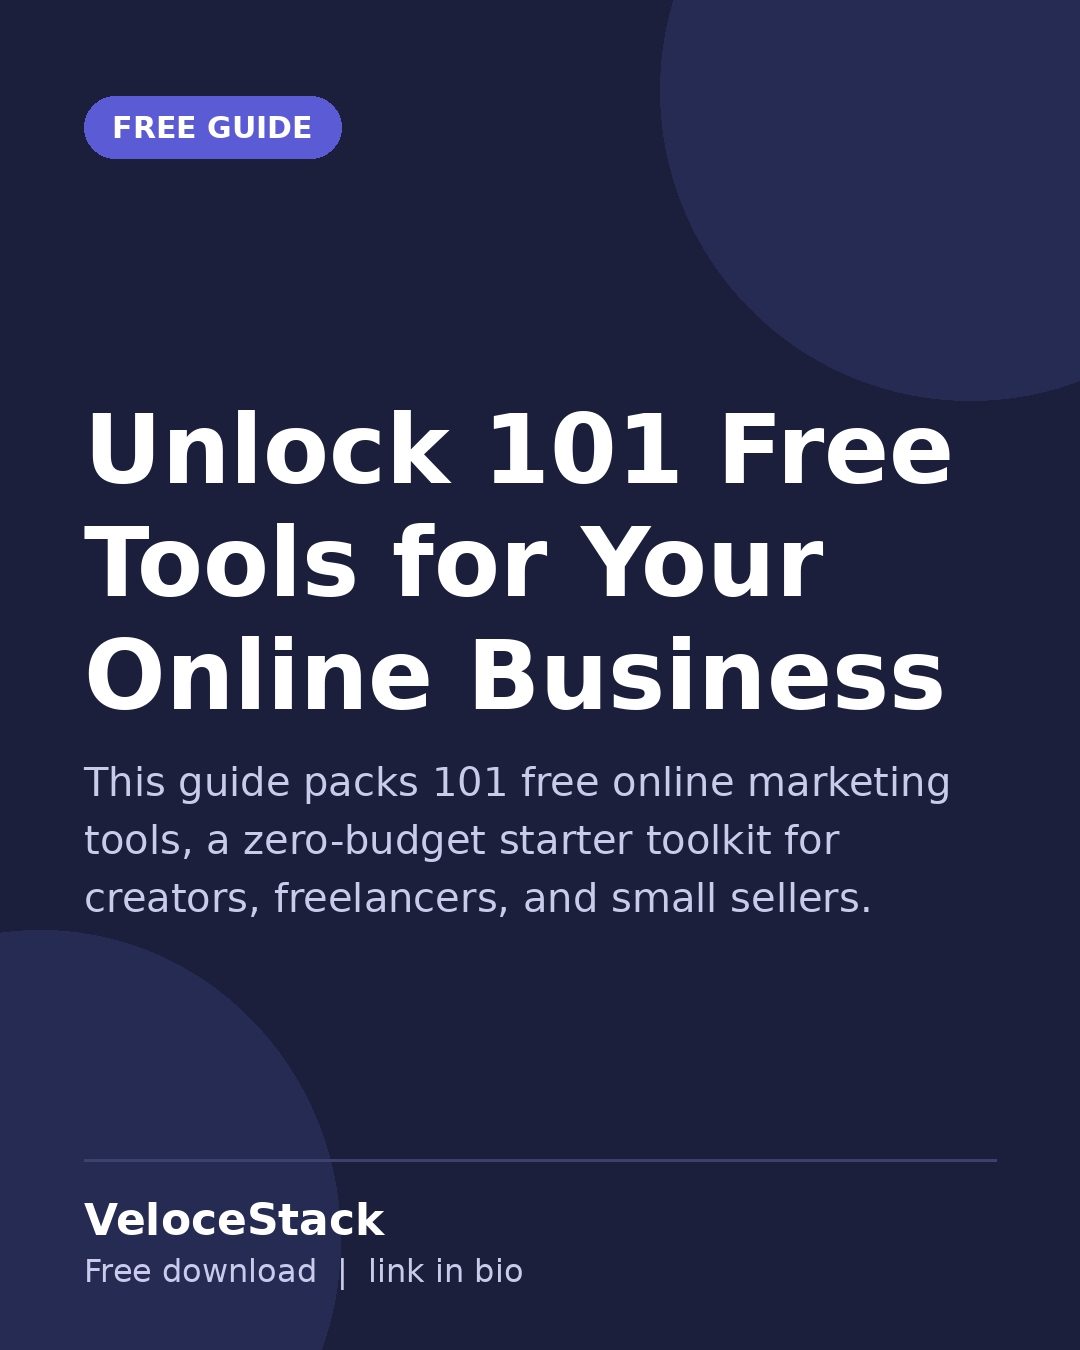 FREE GUIDE
Unlock 101 Free
Tools for Your
Online Business
This guide packs 101 free online marketing
tools, a zero-budget starter toolkit for
creators, freelancers, and small sellers.
VeloceStack
Free download | link in bio